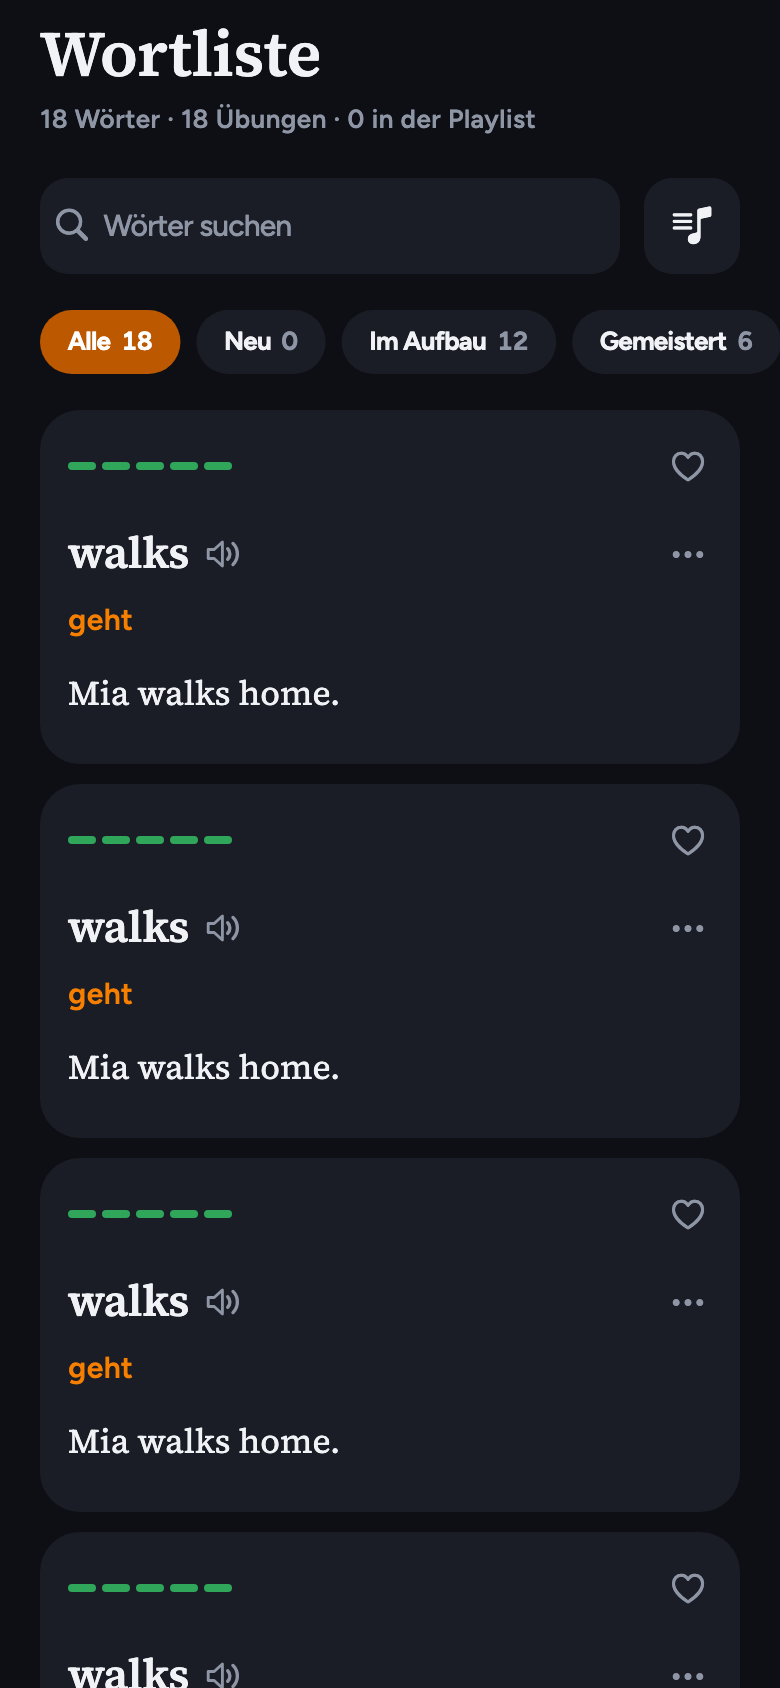 Wortliste
18 Wörter · 18 Übungen · 0 in der Playlist
Wörter suchen
Alle 18 Neu 0 Im Aufbau 12 Gemeistert 6
walks
geht
Mia walks home.
walks
geht
Mia walks home.
walks
geht
Mia walks home.
walks